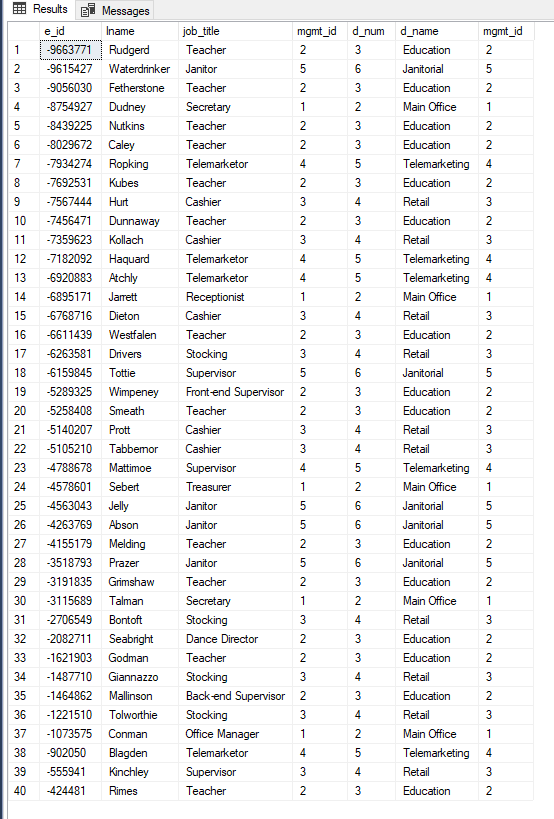 Results Messages
e_id lname job_title mgmt_id d_num d_name mgmt_id
1 -9663771 Rudgerd Teacher 2 3 Education 2
2 -9615427 Waterdrinker Janitor 5 6 Janitorial 5
3 -9056030 Fetherstone Teacher 2 3 Education 2
4 -8754927 Dudney Secretary 1 2 Main Office 1
5 -8439225 Nutkins Teacher 2 3 Education 2
6 -8029672 Caley Teacher 2 3 Education 2
7 -7934274 Ropking Telemarketor 4 5 Telemarketing 4
8 -7692531 Kubes Teacher 2 3 Education 2
9 -7567444 Hurt Cashier 3 4 Retail 3
10 -7456471 Dunnaway Teacher 2 3 Education 2
11 -7359623 Kollach Cashier 3 4 Retail 3
12 -7182092 Haquard Telemarketor 4 5 Telemarketing 4
13 -6920883 Atchly Telemarketor 4 5 Telemarketing 4
14 -6895171 Jarrett Receptionist 1 2 Main Office 1
15 -6768716 Dieton Cashier 3 4 Retail 3
16 -6611439 Westfalen Teacher 2 3 Education 2
17 -6263581 Drivers Stocking 3 4 Retail 3
18 -6159845 Tottie Supervisor 5 6 Janitorial 5
19 -5289325 Wimpeney Front-end Supervisor 2 3 Education 2
20 -5258408 Smeath Teacher 2 3 Education 2
21 -5140207 Prott Cashier 3 4 Retail 3
22 -5105210 Tabbernor Cashier 3 4 Retail 3
23 -4788678 Mattimoe Supervisor 4 5 Telemarketing 4
24 -4578601 Sebert Treasurer 1 2 Main Office 1
25 -4563043 Jelly Janitor 5 6 Janitorial 5
26 -4263769 Abson Janitor 5 6 Janitorial 5
27 -4155179 Melding Teacher 2 3 Education 2
28 -3518793 Prazer Janitor 5 6 Janitorial 5
29 -3191835 Grimshaw Teacher 2 3 Education 2
30 -3115689 Talman Secretary 1 2 Main Office 1
31 -2706549 Bontoft Stocking 3 4 Retail 3
32 -2082711 Seabright Dance Director 2 3 Education 2
33 -1621903 Godman Teacher 2 3 Education 2
34 -1487710 Giannazzo Stocking 3 4 Retail 3
35 -1464862 Mallinson Back-end Supervisor 2 3 Education 2
36 -1221510 Tolworthie Stocking 3 4 Retail 3
37 -1073575 Conman Office Manager 1 2 Main Office 1
38 -902050 Blagden Telemarketor 4 5 Telemarketing 4
39 -555941 Kinchley Supervisor 3 4 Retail 3
40 -424481 Rimes Teacher 2 3 Education 2